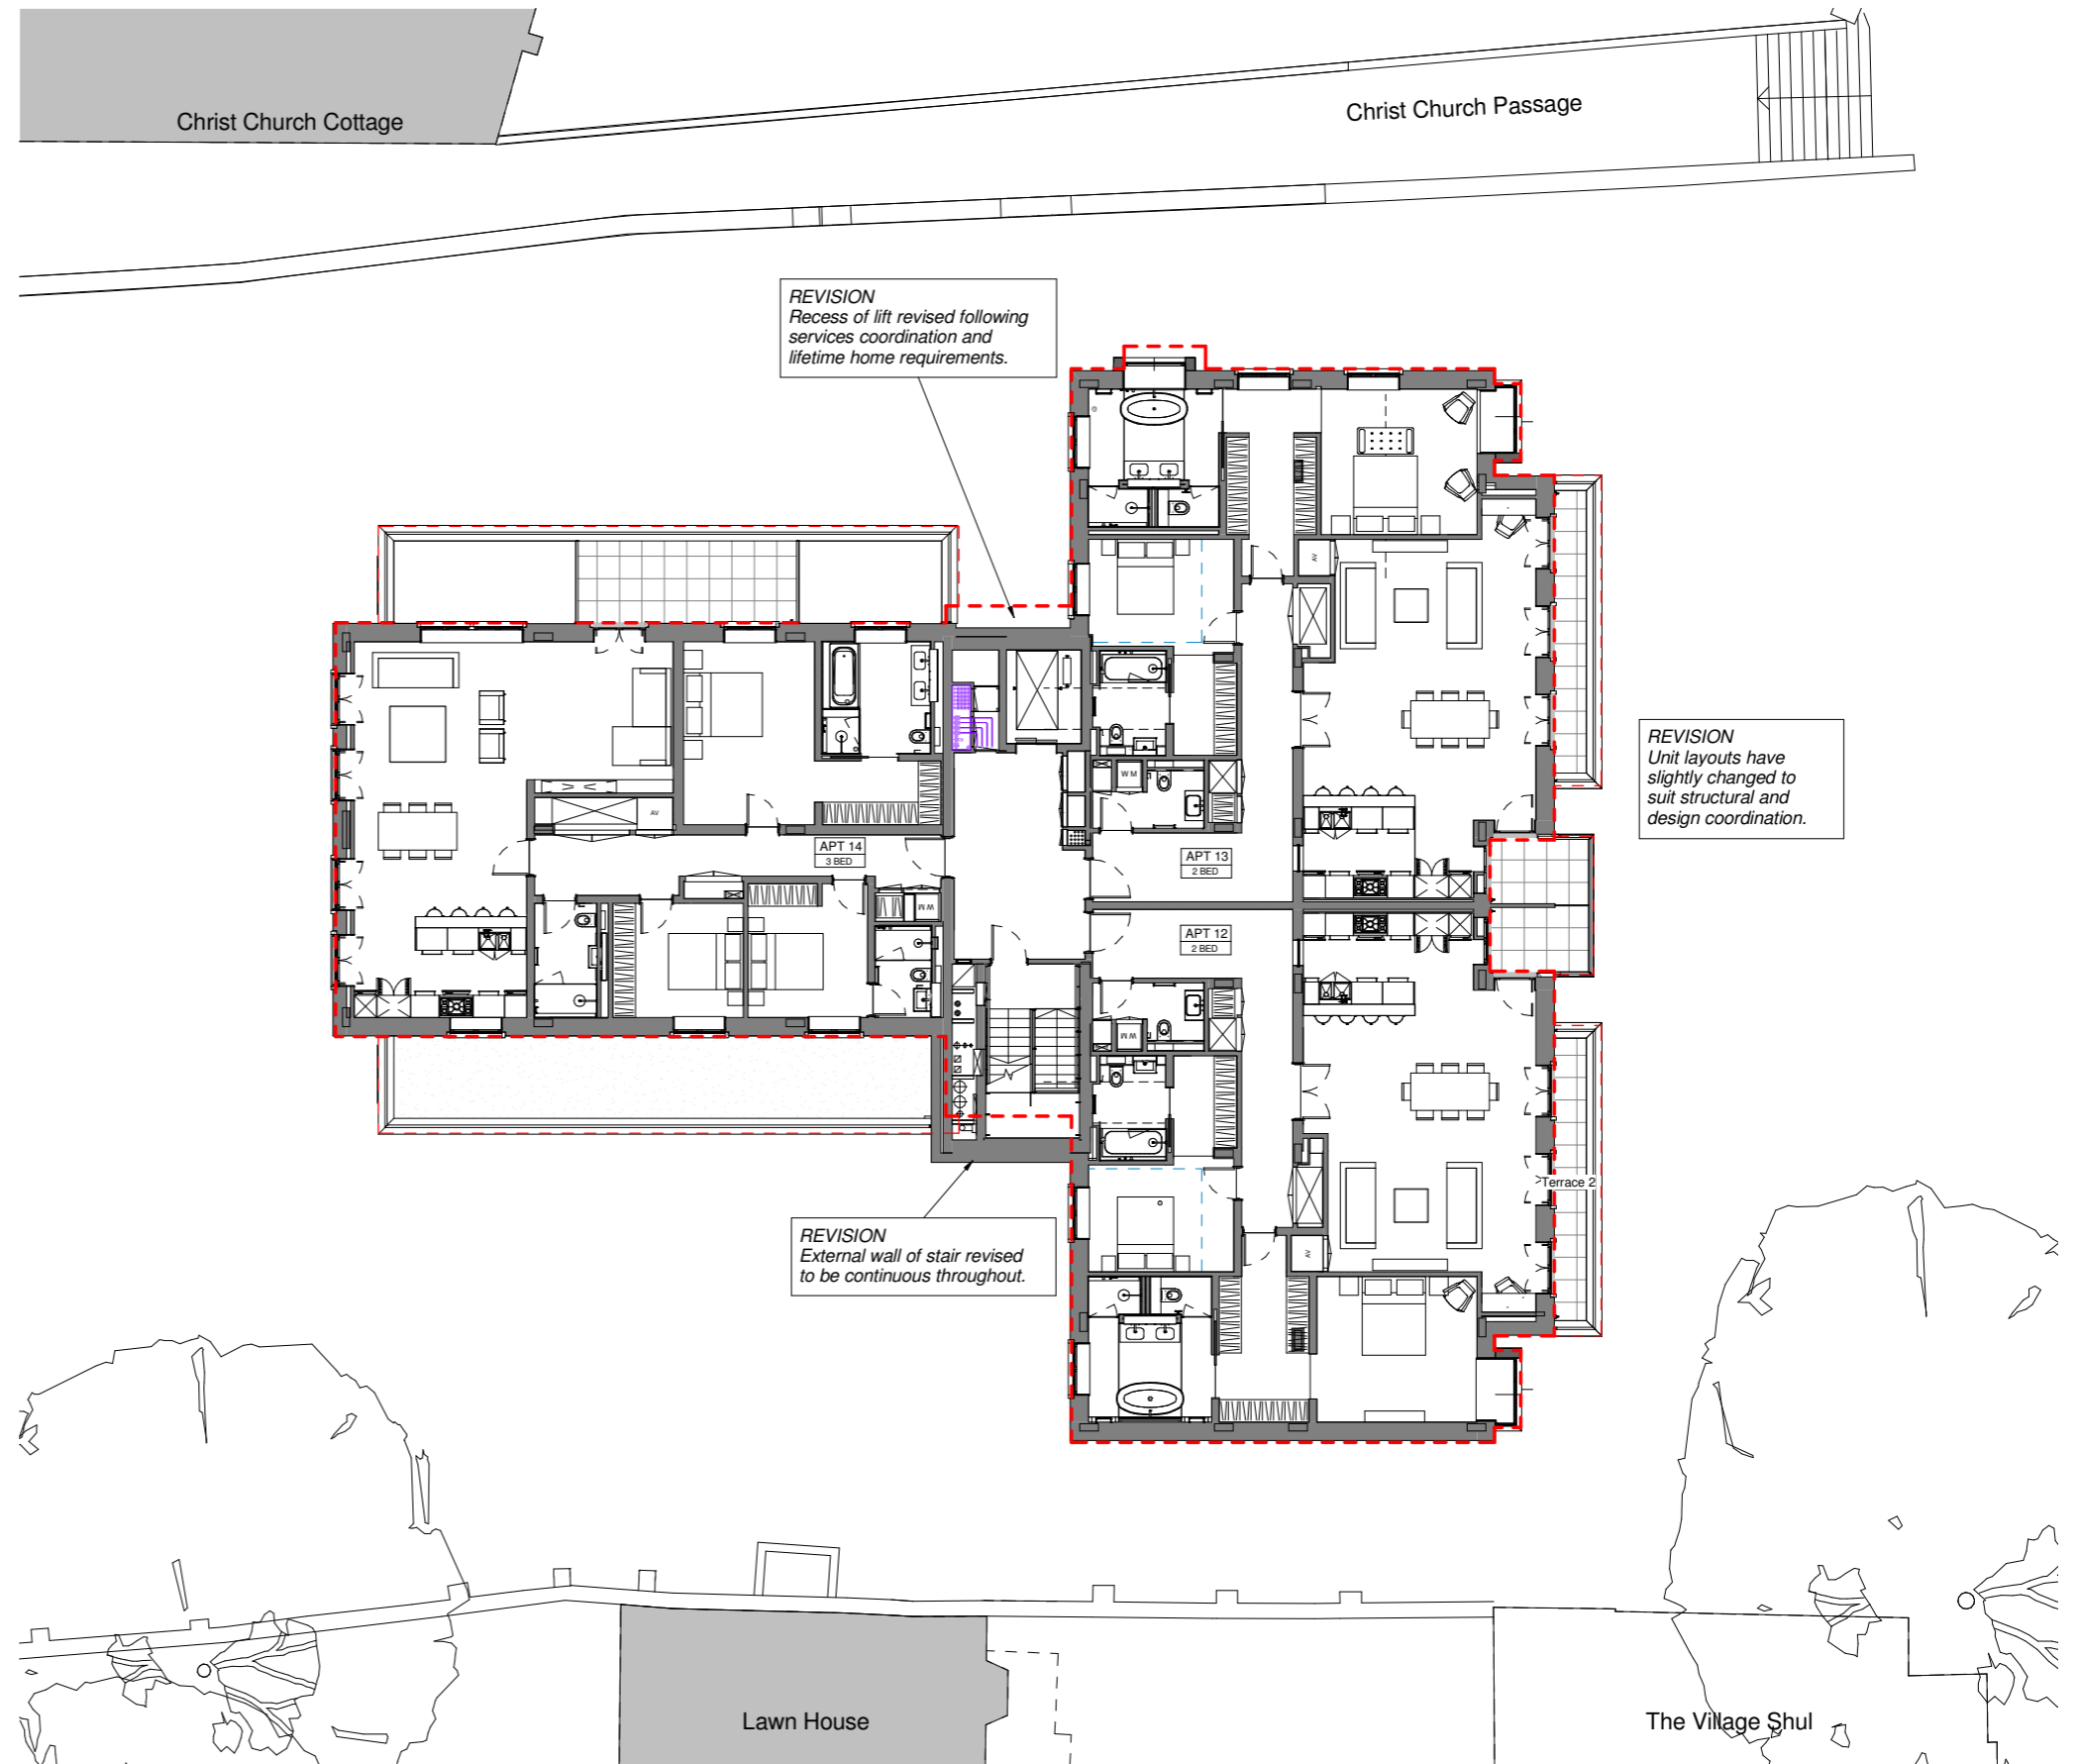 Christ Church Cottage
Christ Church Passage
REVISION
Recess of lift revised following
services coordination and
lifetime home requirements.
REVISION
Unit layouts have
slightly changed to
suit structural and
design coordination.
AV
W M
AV
APT 14
3 BED
APT 13
2 BED
W M
APT 12
2 BED
W M
Terrace 2
REVISION
External wall of stair revised
to be continuous throughout.
AV
Lawn House
The Village Shul